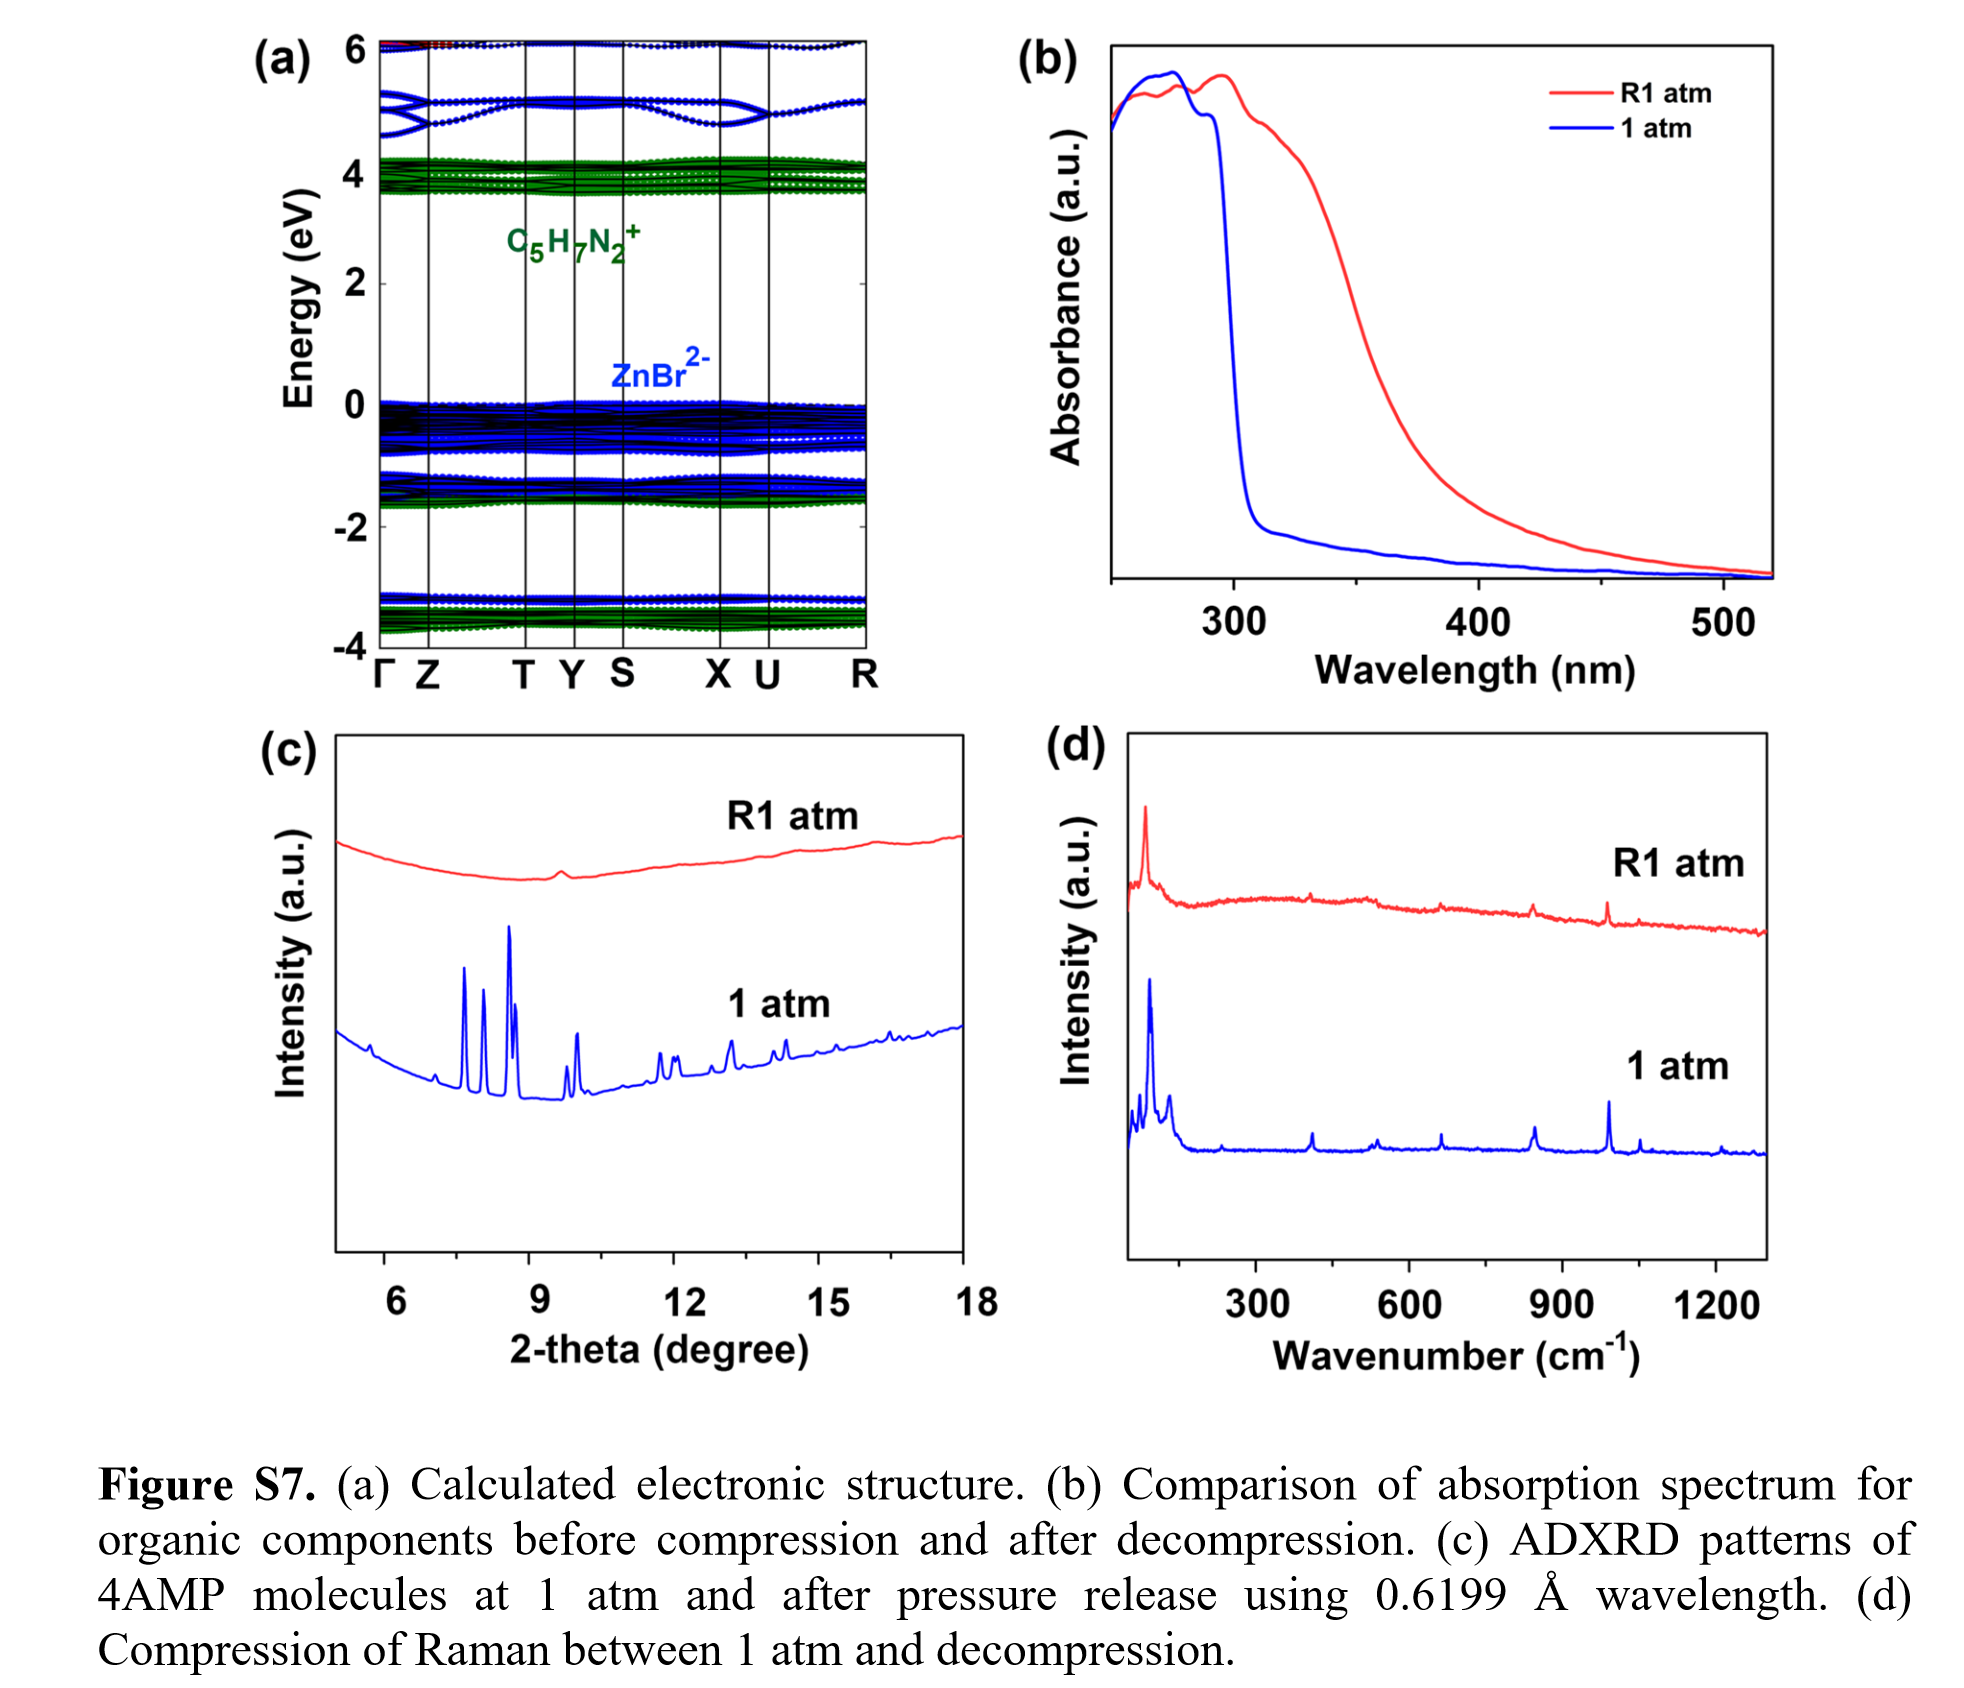 (a)
6
4
2
0
-2
-4
Energy (eV)
C5H7N2+
ZnBr2-
Γ Z T Y S X U R
(b)
R1 atm
1 atm
Absorbance (a.u.)
300 400 500
Wavelength (nm)
(c)
R1 atm
1 atm
Intensity (a.u.)
6 9 12 15 18
2-theta (degree)
(d)
R1 atm
1 atm
Intensity (a.u.)
300 600 900 1200
Wavenumber (cm-1)
Figure S7. (a) Calculated electronic structure. (b) Comparison of absorption spectrum for
organic components before compression and after decompression. (c) ADXRD patterns of
4AMP molecules at 1 atm and after pressure release using 0.6199 Å wavelength. (d)
Compression of Raman between 1 atm and decompression.